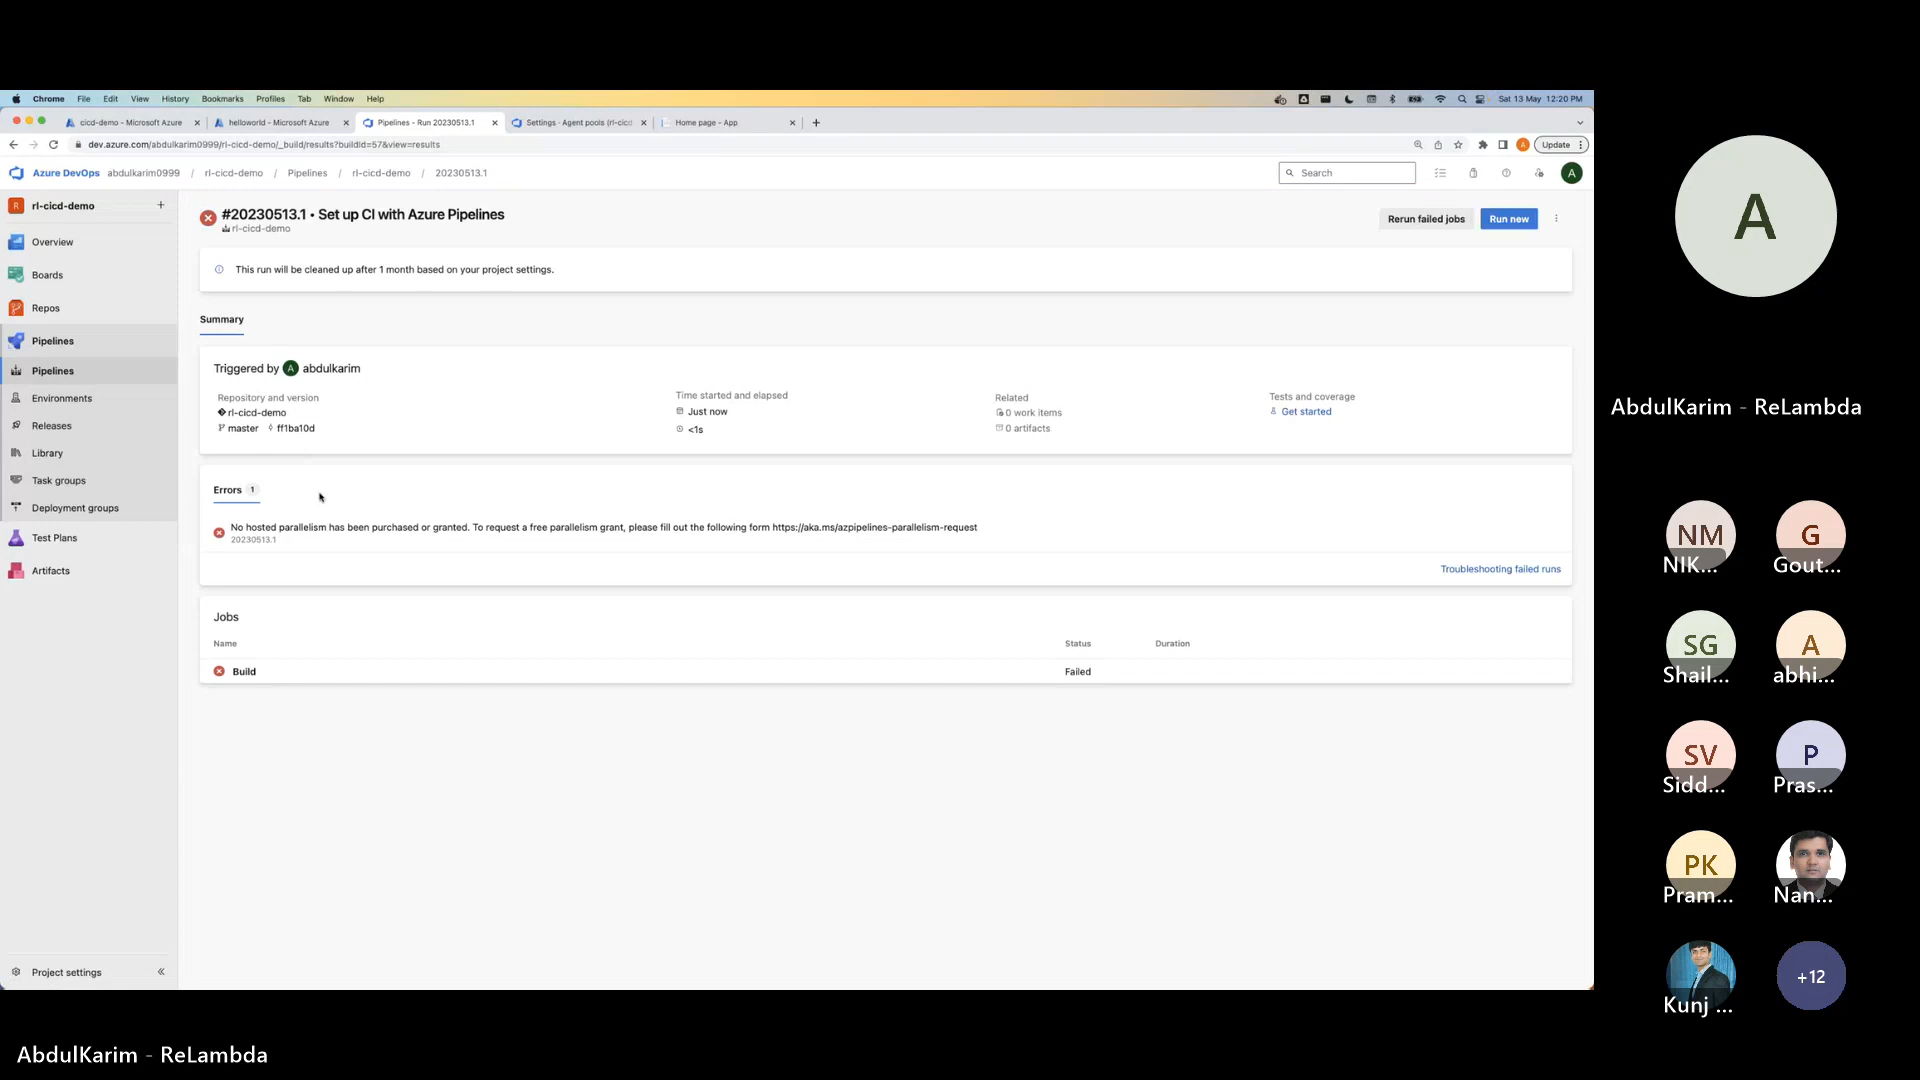 Chrome File Edit View History Bookmarks Profiles Tab Window Help Sat 13 May 12:20 PM
cicd-demo - Microsoft Azure helloworld - Microsoft Azure Pipelines - Run 20230513.1 Settings · Agent pools (rl-cicd Home page - App
dev.azure.com/abdulkarim0999/rl-cicd-demo/_build/results?buildId=57&view=results Update
Azure DevOps abdulkarim0999 / rl-cicd-demo / Pipelines / rl-cicd-demo / 20230513.1 Search A
R rl-cicd-demo
Overview
Boards
Repos
Pipelines
Pipelines
Environments
Releases
Library
Task groups
Deployment groups
Test Plans
Artifacts
Project settings
#20230513.1 • Set up CI with Azure Pipelines
rl-cicd-demo
Rerun failed jobs Run new
This run will be cleaned up after 1 month based on your project settings.
Summary
Triggered by A abdulkarim
Repository and version
rl-cicd-demo
master ff1ba10d
Time started and elapsed
Just now
<1s
Related
0 work items
0 artifacts
Tests and coverage
Get started
Errors 1
No hosted parallelism has been purchased or granted. To request a free parallelism grant, please fill out the following form https://aka.ms/azpipelines-parallelism-request
20230513.1
Troubleshooting failed runs
Jobs
Name Status Duration
Build Failed
A
AbdulKarim - ReLambda
NM G
NIK... Gout...
SG A
Shail... abhi...
SV P
Sidd... Pras...
PK
Pram... Nan...
+12
Kunj ...
AbdulKarim - ReLambda